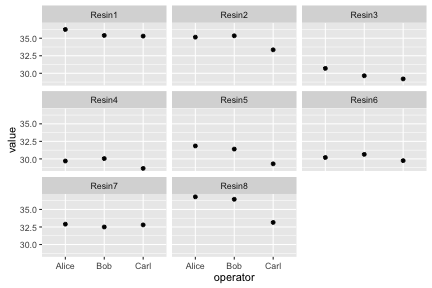 Resin1 Resin2 Resin3
35.0
32.5
30.0
Resin4 Resin5 Resin6
35.0
32.5
30.0
Resin7 Resin8
35.0
32.5
30.0
Alice Bob Carl Alice Bob Carl
operator
value